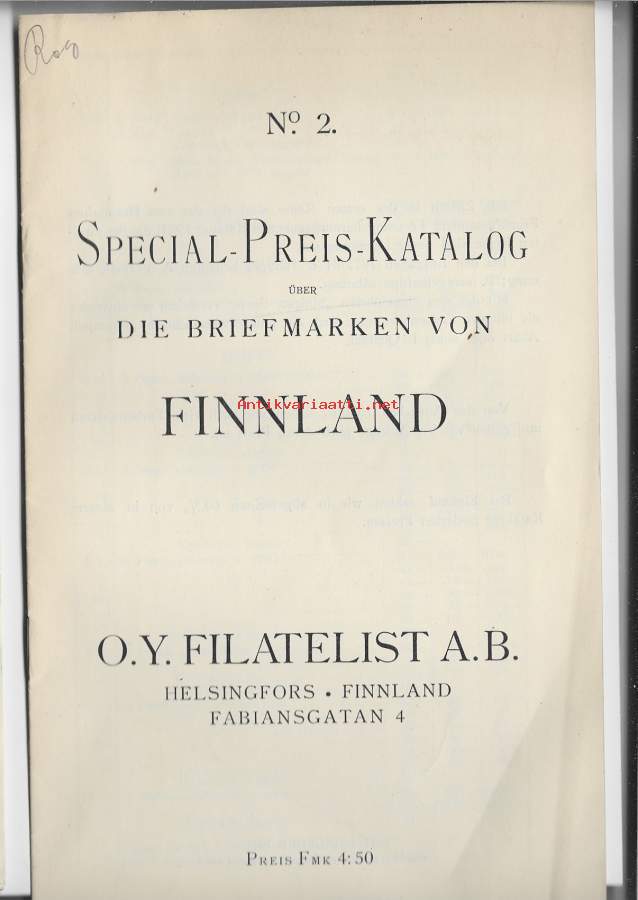 Nº. 2.
SPECIAL-PREIS-KATALOG
ÜBER
DIE BRIEFMARKEN VON
Antikvariaatti.net
FINNLAND
O.Y. FILATELIST A.B.
HELSINGFORS • FINNLAND
FABIANSGATAN 4
PREIS FMK 4:50